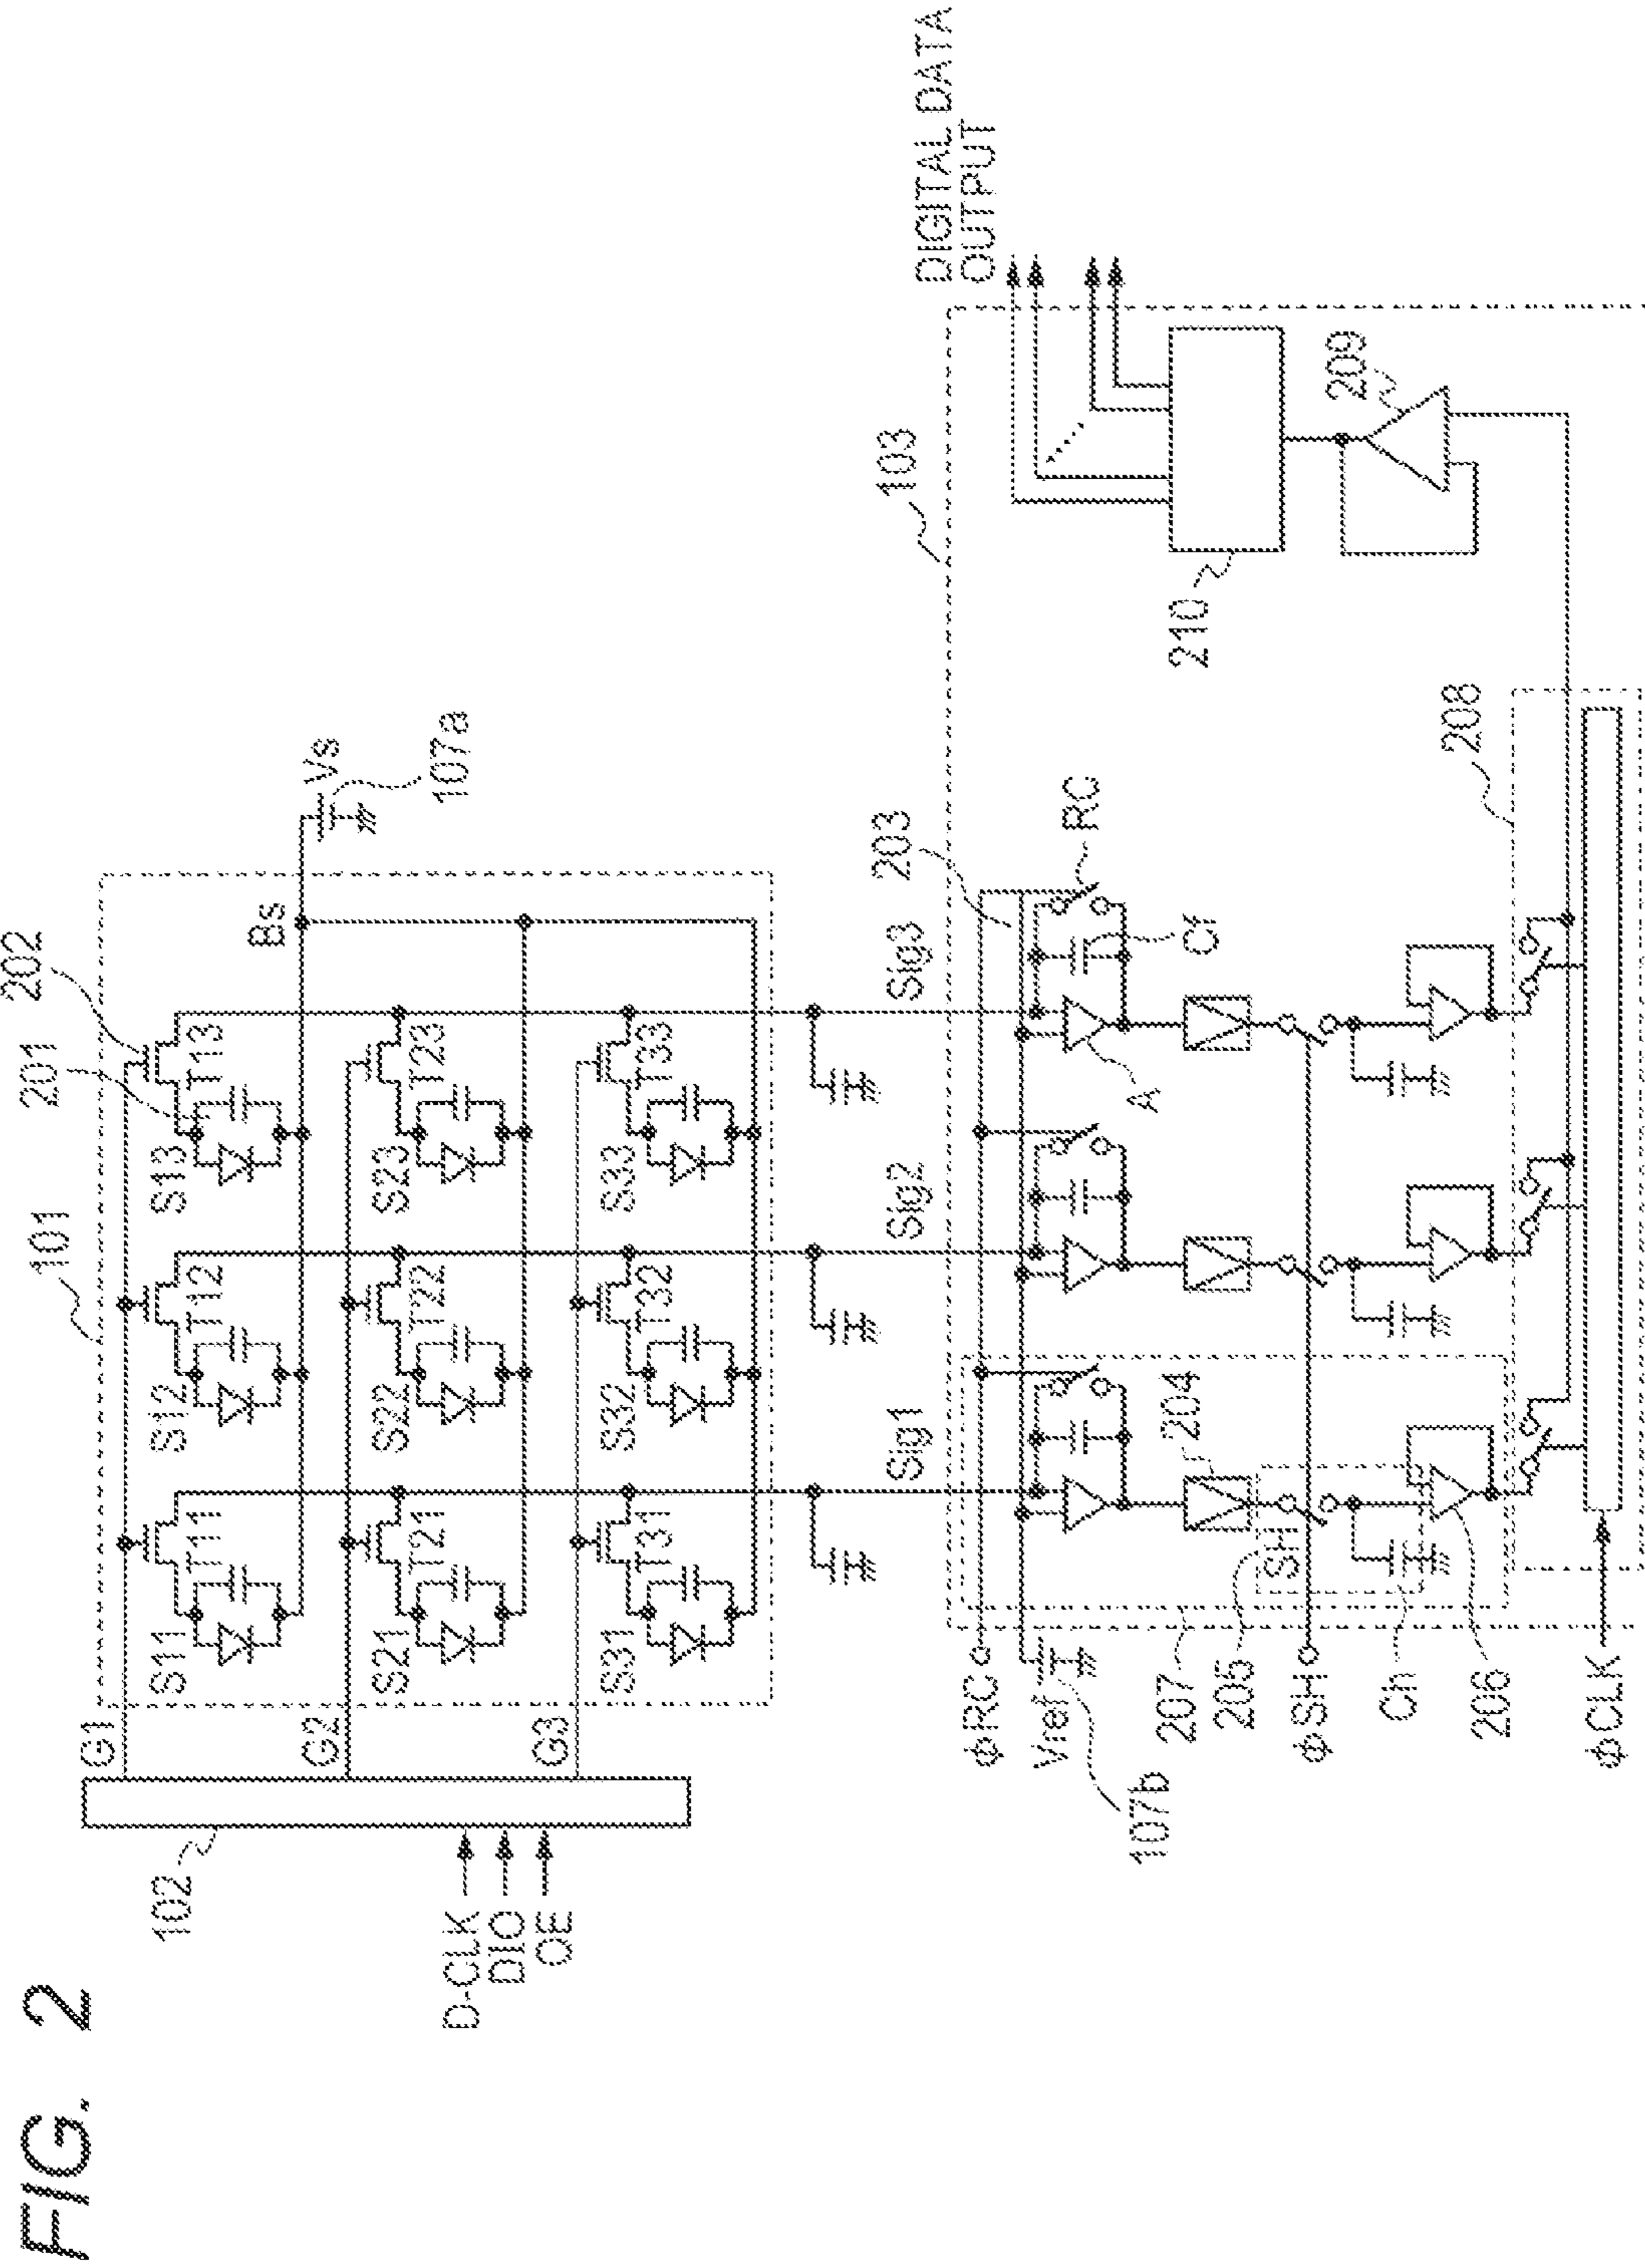 FIG. 2
101
201
202
102
G1
S11
T11
S12
T12
S13
T13
Bs
Vs
107a
G2
S21
T21
S22
T22
S23
T23
D-CLK
DIO
OE
G3
S31
T31
S32
T32
S33
T33
Sig1
Sig2
Sig3
203
103
DIGITAL DATA
OUTPUT
ΦRC
Vref
107b
RC
Cf
A
207
204
210
205
SH
ΦSH
209
Ch
206
208
ΦCLK